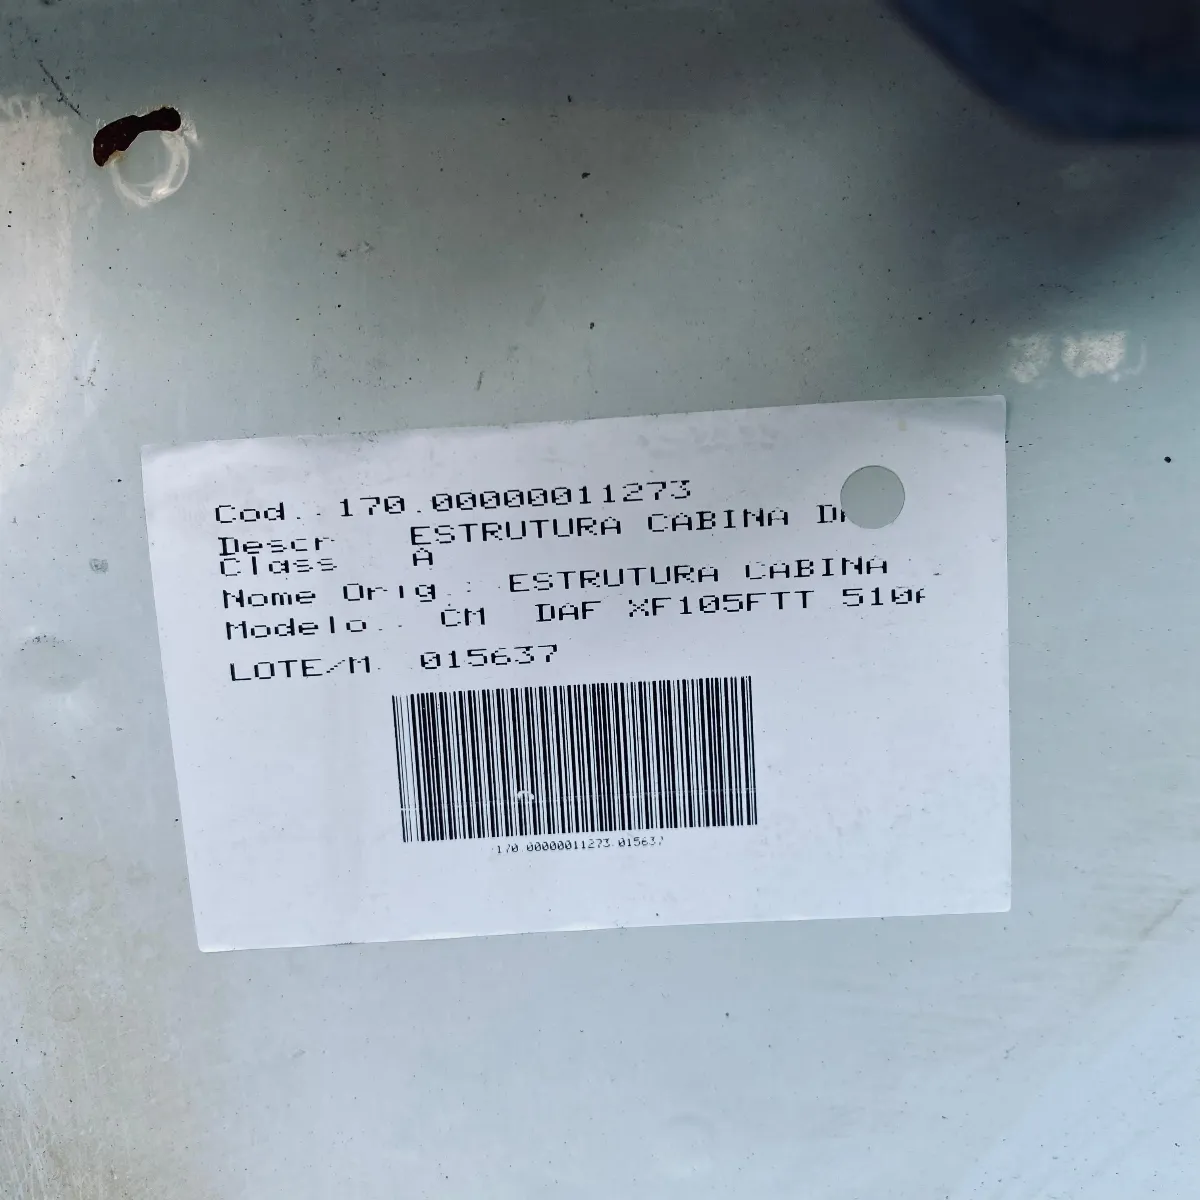 Cod.. 170.00000011273
Descr ESTRUTURA CABINA
Class A
Nome Orig.: ESTRUTURA CABINA
Modelo.. CM DAF XF105FTT
LOTE/M. 015637
170.00000011273.015637